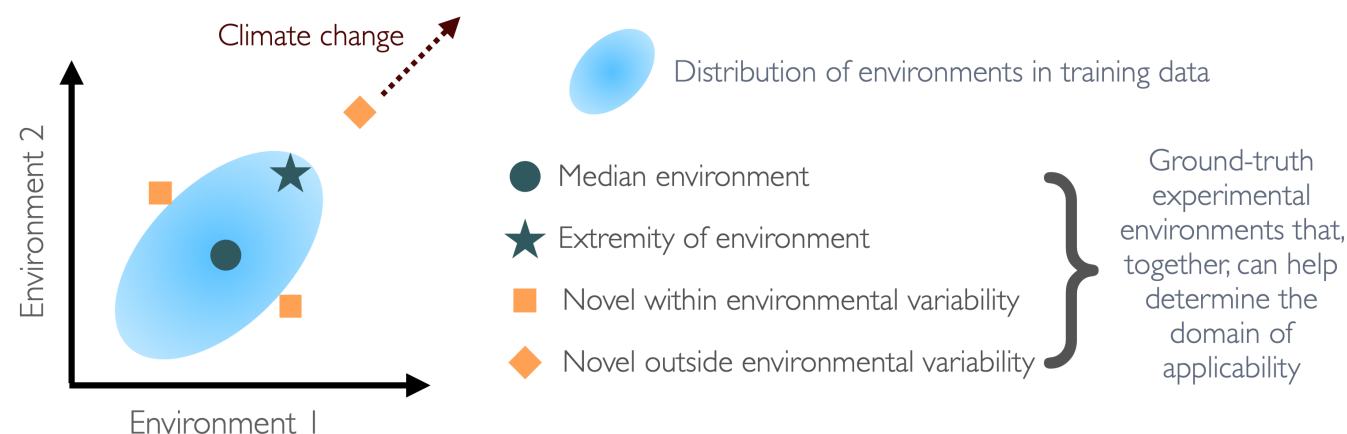 Climate change
Environment 2
Environment 1
Distribution of environments in training data
Median environment
Extremity of environment
Novel within environmental variability
Novel outside environmental variability
Ground-truth
experimental
environments that,
together, can help
determine the
domain of
applicability